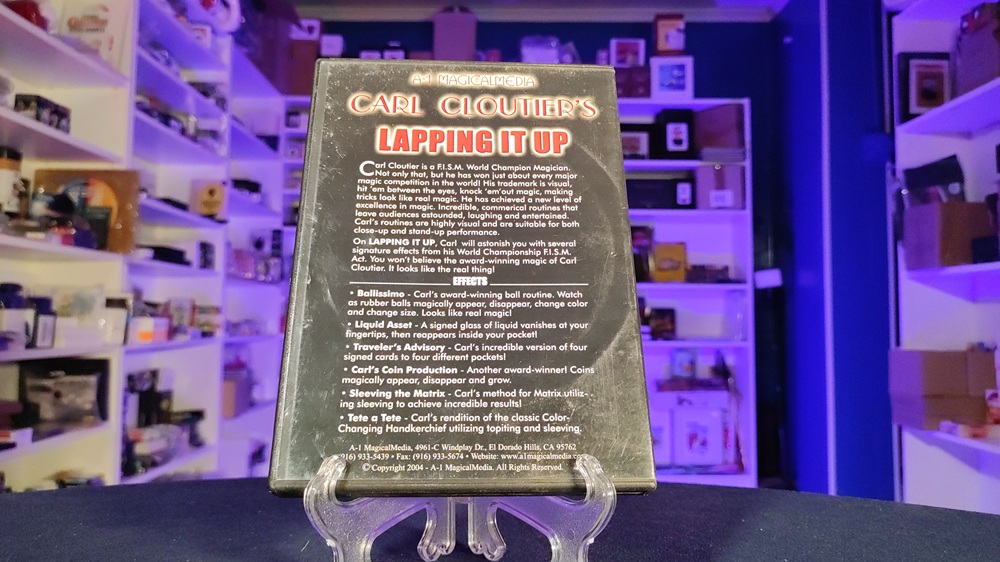 A-1 MAGICALMEDIA
CARL CLOUTIER'S
LAPPING IT UP
Carl Cloutier is a F.I.S.M. World Champion Magician.
Not only that, but he has won just about every major
magic competition in the world! His trademark is visual,
hit 'em between the eyes, knock 'em'out magic, making
tricks look like real magic. He has achieved a new level of
excellence in magic. Incredible, commerical routines that
leave audiences astounded, laughing and entertained.
Carl's routines are highly visual and are suitable for both
close-up and stand-up performance.
On LAPPING IT UP, Carl will astonish you with several
signature effects from his World Championship F.I.S.M.
Act. You won't believe the award-winning magic of Carl
Cloutier. It looks like the real thing!
EFFECTS
• Ballissimo - Carl's award-winning ball routine. Watch
as rubber balls magically appear, disappear, change color
and change size. Looks like real magic!
• Liquid Asset - A signed glass of liquid vanishes at your
fingertips, then reappears inside your pocket!
• Traveler's Advisory - Carl's incredible version of four
signed cards to four different pockets!
• Carl's Coin Production - Another award-winner! Coins
magically appear, disappear and grow.
• Sleeving the Matrix - Carl's method for Matrix utiliz-
ing sleeving to achieve incredible results!
• Tete a Tete - Carl's rendition of the classic Color-
Changing Handkerchief utilizing topiting and sleeving.
A-1 MagicalMedia, 4961-C Windplay Dr., El Dorado Hills, CA 95762
916) 933-5439 • Fax: (916) 933-5674 • Website: www.a1magicalmedia.c
© Copyright 2004 - A-1 MagicalMedia. All Rights Reserved.